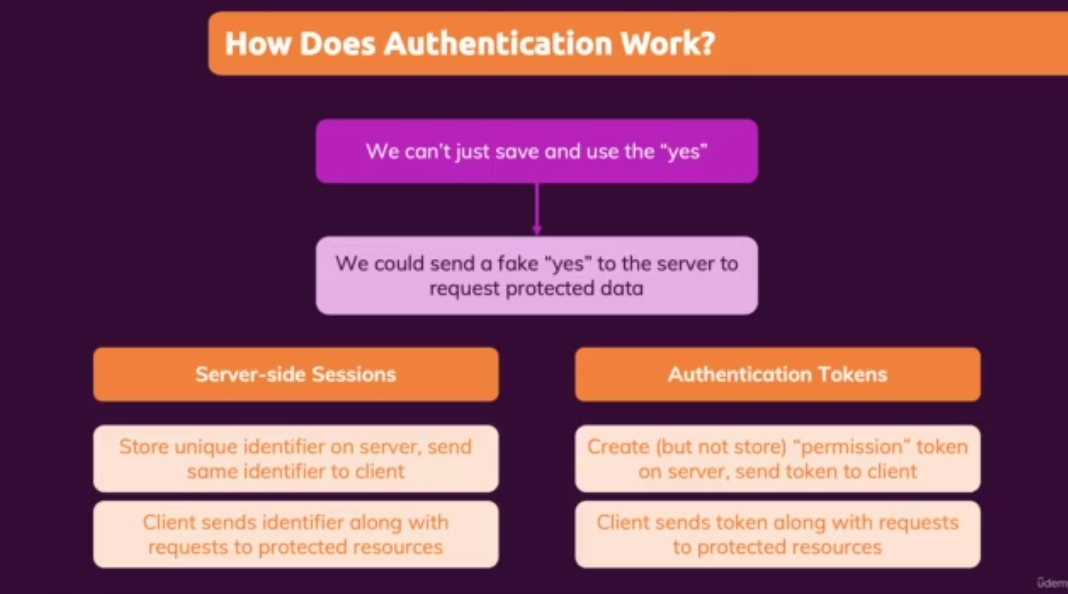 How Does Authentication Work?
We can't just save and use the “yes”
We could send a fake “yes” to the server to
request protected data
Server-side Sessions
Store unique identifier on server, send
same identifier to client
Client sends identifier along with
requests to protected resources
Authentication Tokens
Create (but not store) “permission” token
on server, send token to client
Client sends token along with requests
to protected resources